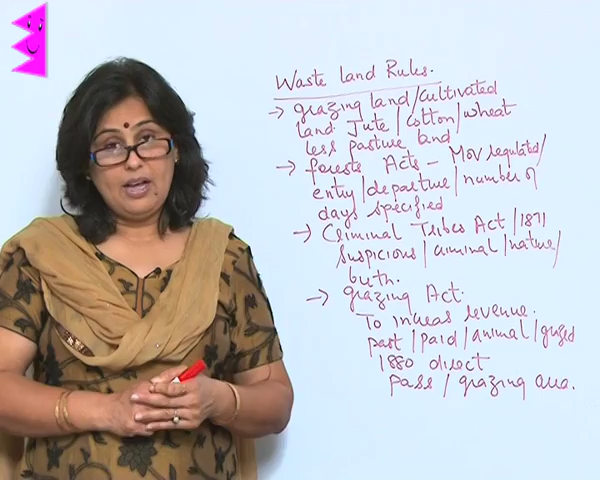 Waste land Rules.
→ grazing land/cultivated
land Jute / cotton / wheat
less pasture land
→ forests Acts - Mov regulated/
entry / departure / number of
days specified
→ Criminal Tribes Act / 1871
suspicious / criminal / nature /
birth.
→ grazing Act.
To increas revenue.
past / paid / animal / grazed
1880 direct
pass / grazing area.